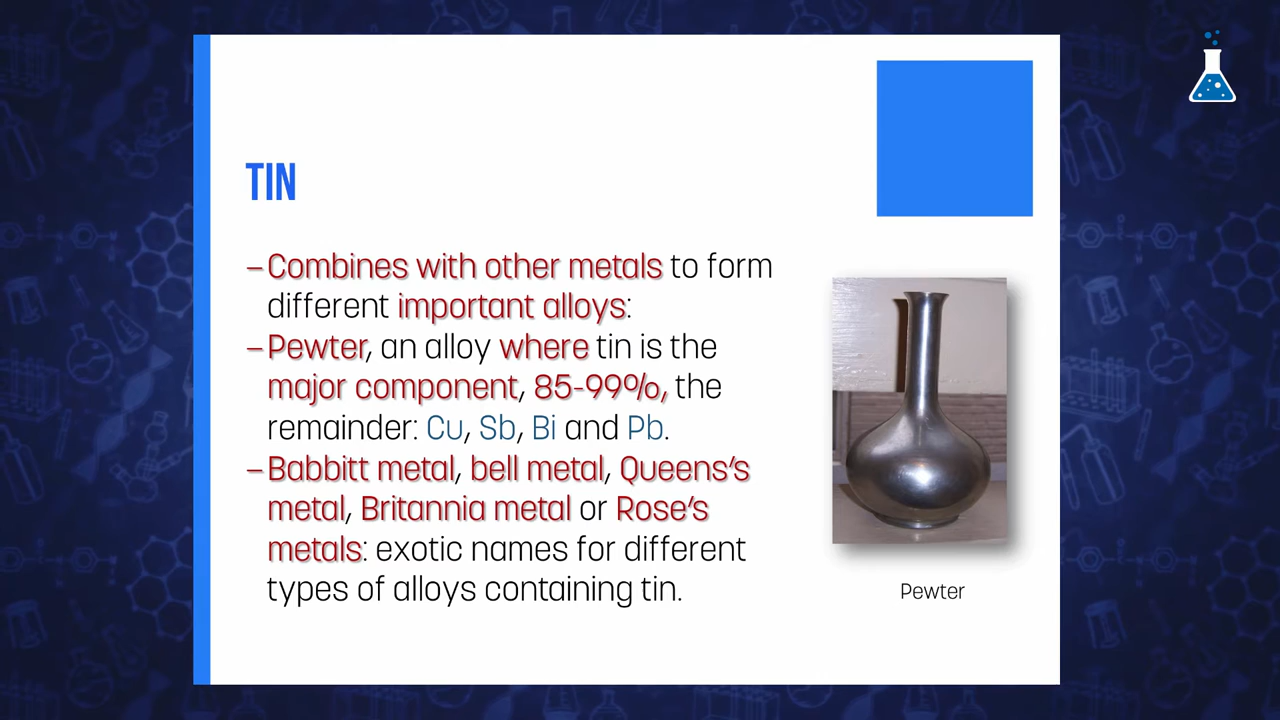 TIN
–Combines with other metals to form
different important alloys:
–Pewter, an alloy where tin is the
major component, 85-99%, the
remainder: Cu, Sb, Bi and Pb.
–Babbitt metal, bell metal, Queens’s
metal, Britannia metal or Rose’s
metals: exotic names for different
types of alloys containing tin.
Pewter